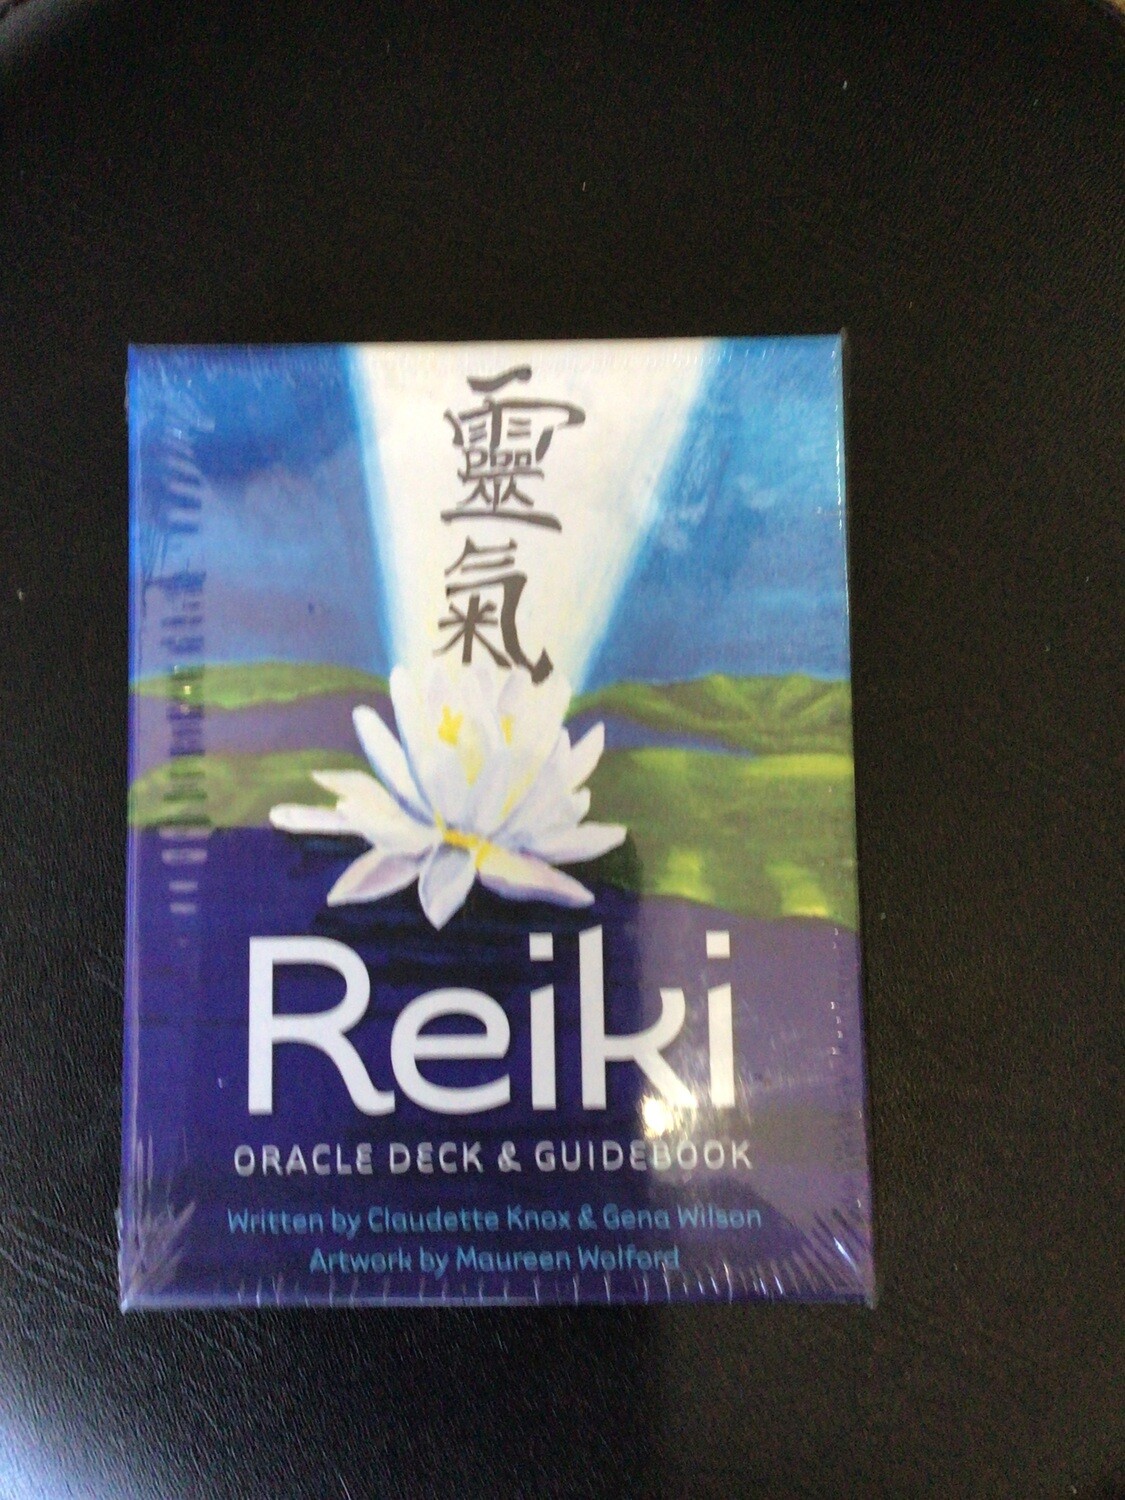 靈
氣
Reiki
ORACLE DECK & GUIDEBOOK
Written by Claudette Knox & Gena Wilson
Artwork by Maureen Wolford